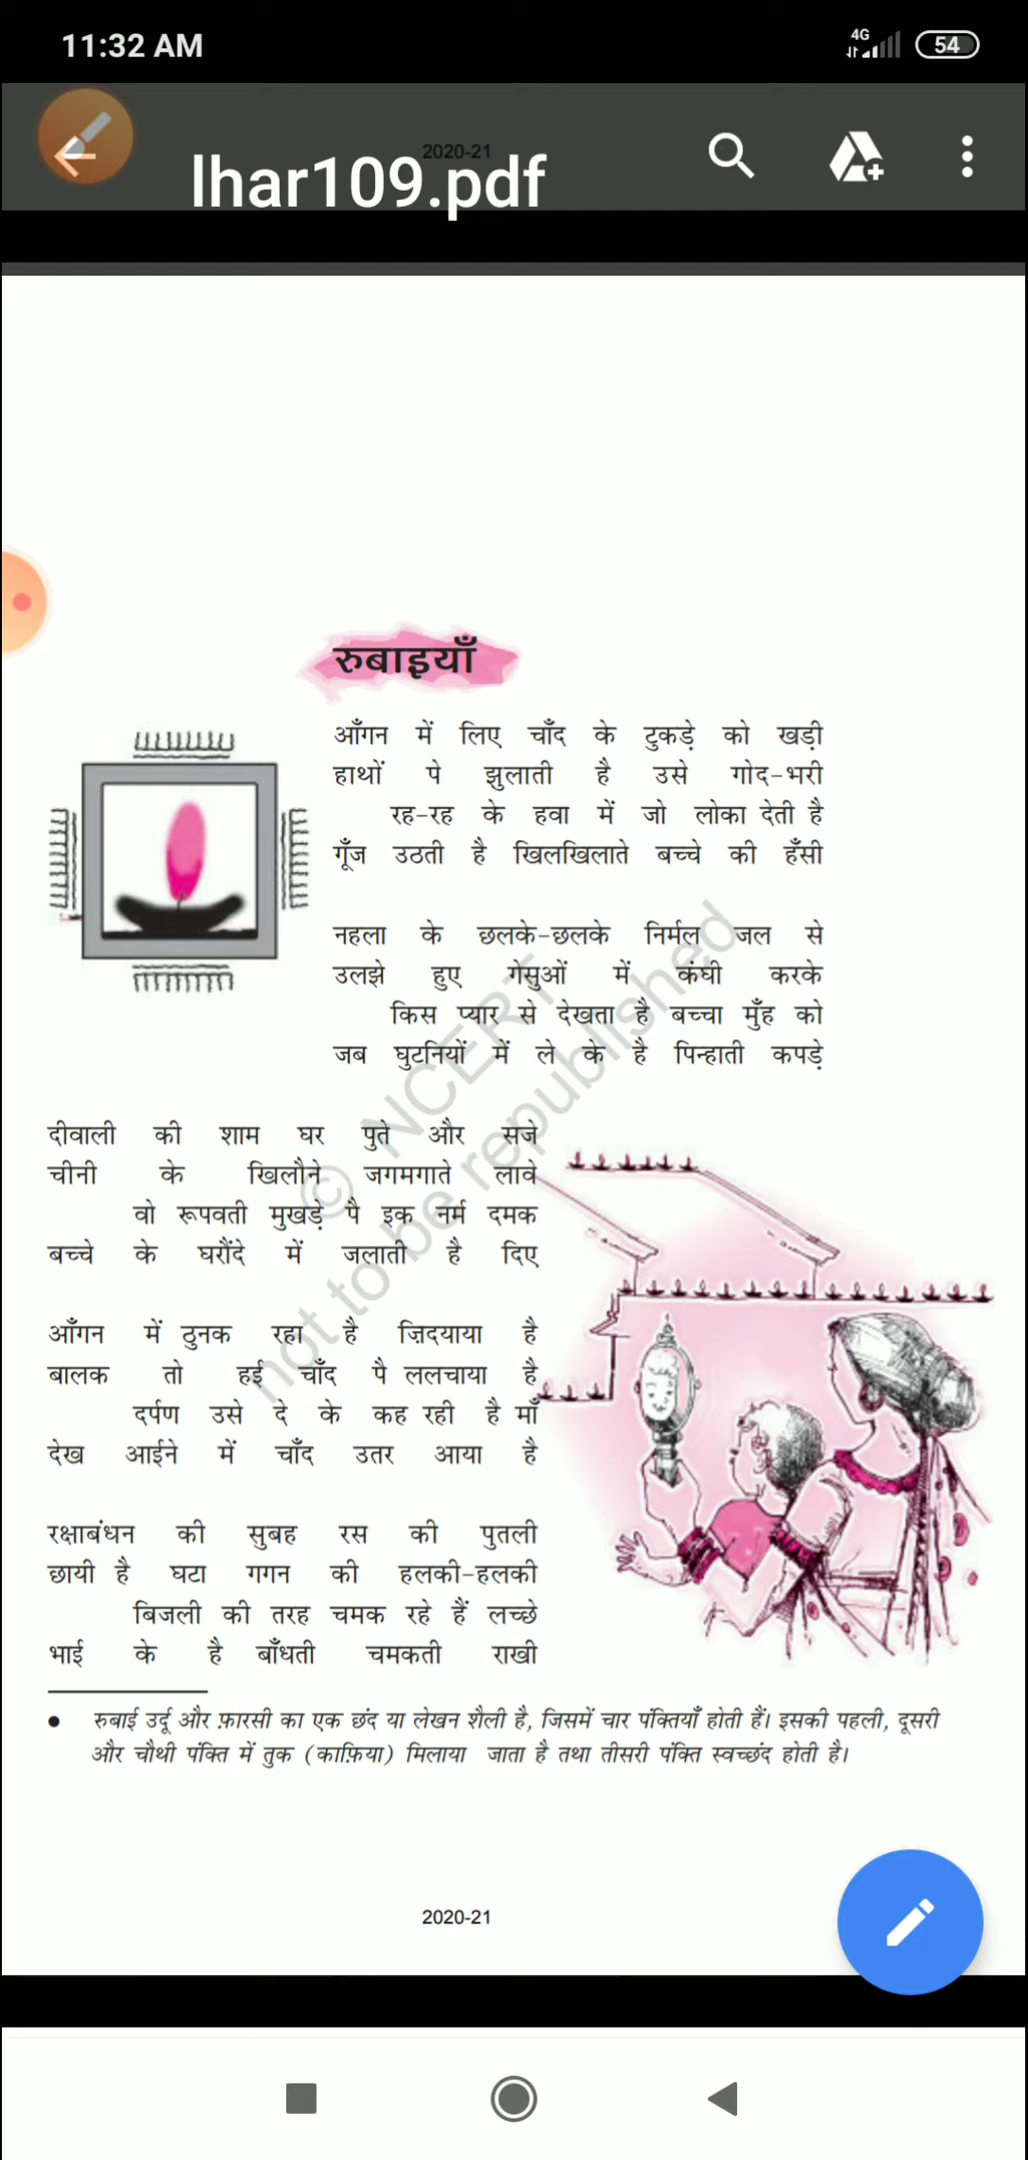 11:32 AM
4G
54
2020-21
lhar109.pdf
रुबाइयाँ
आँगन में लिए चाँद के टुकड़े को खड़ी
हाथों पे झुलाती है उसे गोद-भरी
रह-रह के हवा में जो लोका देती है
गूँज उठती है खिलखिलाते बच्चे की हँसी
नहला के छलके-छलके निर्मल जल से
उलझे हुए गेसुओं में कंघी करके
किस प्यार से देखता है बच्चा मुँह को
जब घुटनियों में ले के है पिन्हाती कपड़े
दीवाली की शाम घर पुते और सजे
चीनी के खिलौने जगमगाते लावे
वो रूपवती मुखड़े पै इक नर्म दमक
बच्चे के घरौंदे में जलाती है दिए
आँगन में ठुनक रहा है ज़िदयाया है
बालक तो हई चाँद पै ललचाया है
दर्पण उसे दे के कह रही है माँ
देख आईने में चाँद उतर आया है
रक्षाबंधन की सुबह रस की पुतली
छायी है घटा गगन की हलकी-हलकी
बिजली की तरह चमक रहे हैं लच्छे
भाई के है बाँधती चमकती राखी
© NCERT
not to be republished
● रुबाई उर्दू और फ़ारसी का एक छंद या लेखन शैली है, जिसमें चार पंक्तियाँ होती हैं। इसकी पहली, दूसरी
और चौथी पंक्ति में तुक (काफ़िया) मिलाया जाता है तथा तीसरी पंक्ति स्वच्छंद होती है।
2020-21